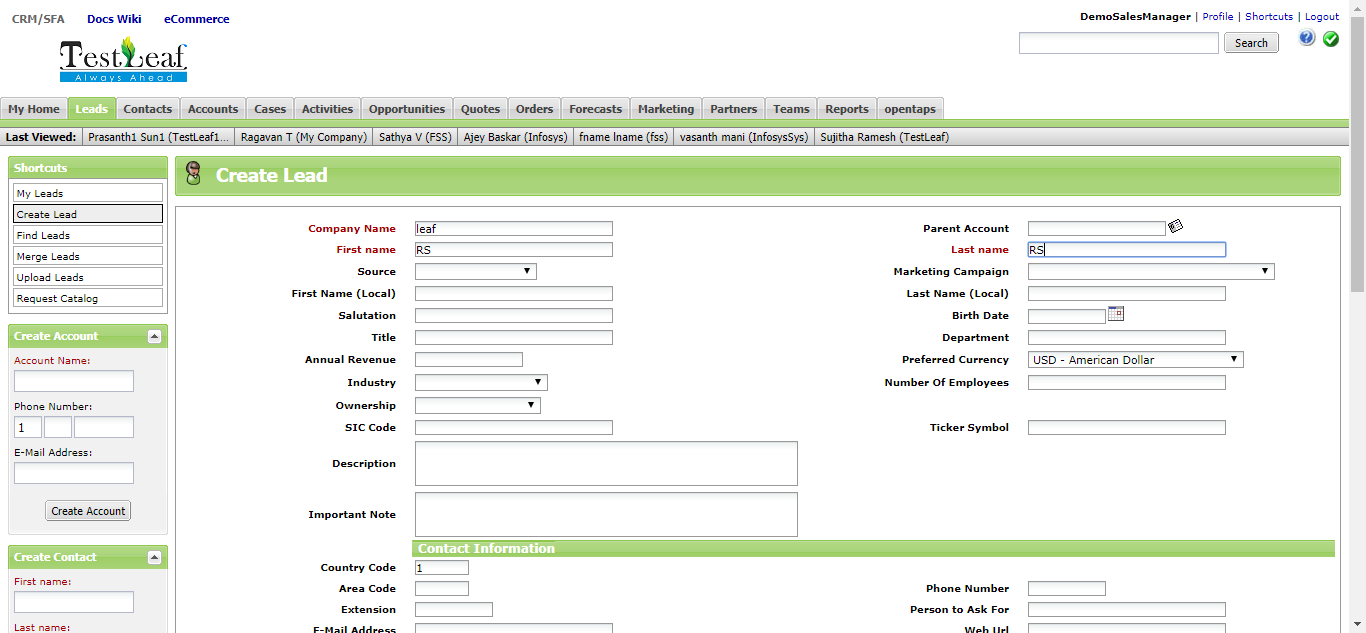 CRM/SFA Docs Wiki eCommerce
DemoSalesManager | Profile | Shortcuts | Logout
TestLeaf
Always Ahead
Search
My Home Leads Contacts Accounts Cases Activities Opportunities Quotes Orders Forecasts Marketing Partners Teams Reports opentaps
Last Viewed: Prasanth1 Sun1 (TestLeaf1... Ragavan T (My Company) Sathya V (FSS) Ajey Baskar (Infosys) fname lname (fss) vasanth mani (InfosysSys) Sujitha Ramesh (TestLeaf)
Shortcuts
My Leads
Create Lead
Find Leads
Merge Leads
Upload Leads
Request Catalog
Create Account
Account Name:
Phone Number:
1
E-Mail Address:
Create Account
Create Contact
First name:
Last name:
Create Lead
Company Name leaf Parent Account
First name RS Last name RS
Source Marketing Campaign
First Name (Local) Last Name (Local)
Salutation Birth Date
Title Department
Annual Revenue Preferred Currency USD - American Dollar
Industry Number Of Employees
Ownership
SIC Code Ticker Symbol
Description
Important Note
Contact Information
Country Code 1
Area Code Phone Number
Extension Person to Ask For
E-Mail Address Web Url